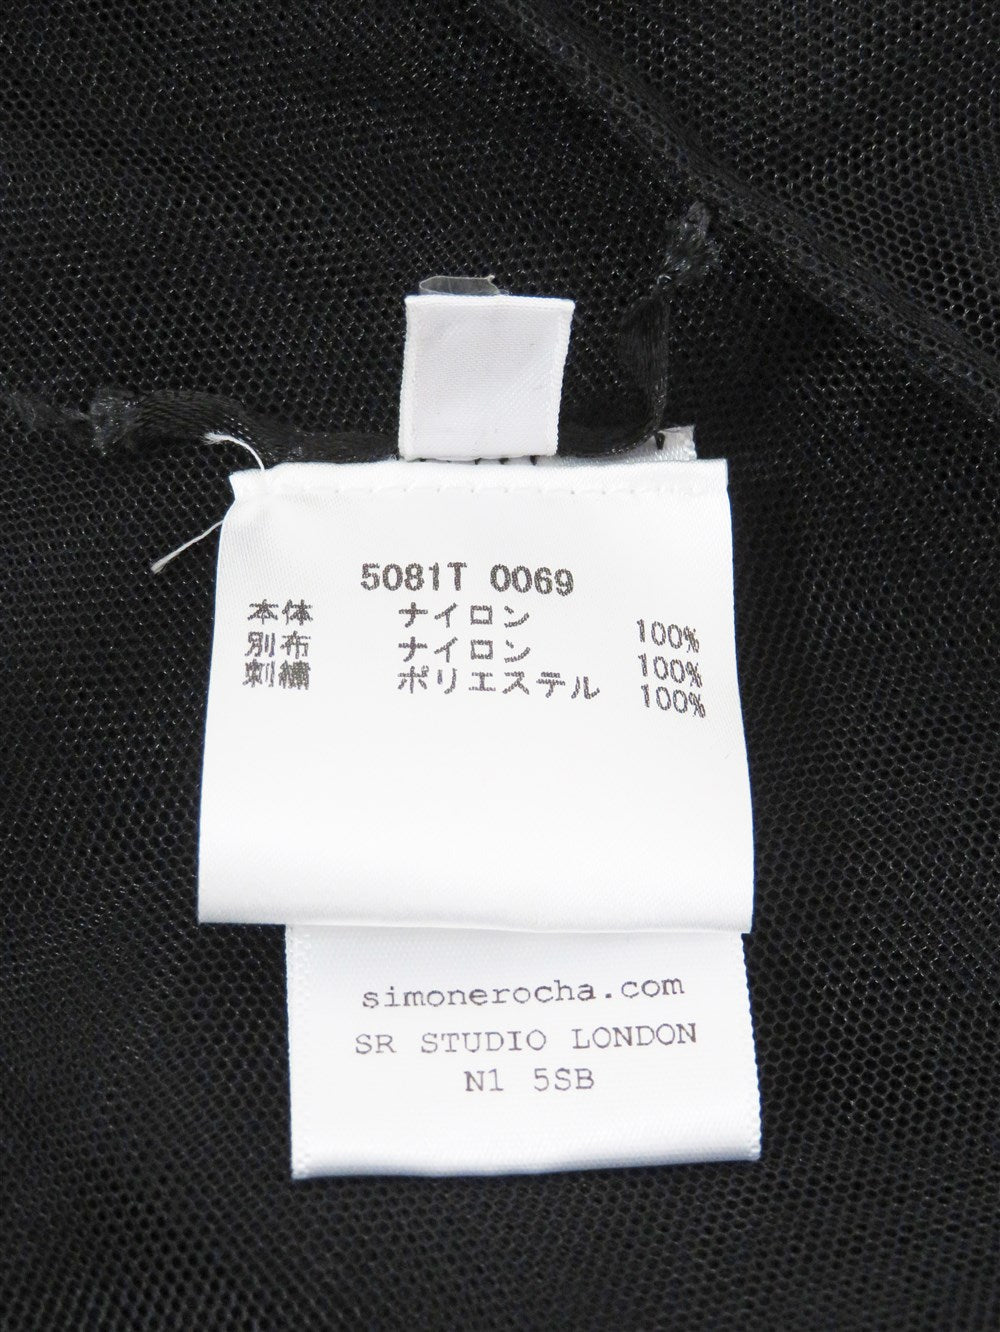 5081T 0069
本体 ナイロン 100%
別布 ナイロン 100%
刺繍 ポリエステル 100%
simonerocha.com
SR STUDIO LONDON
N1 5SB